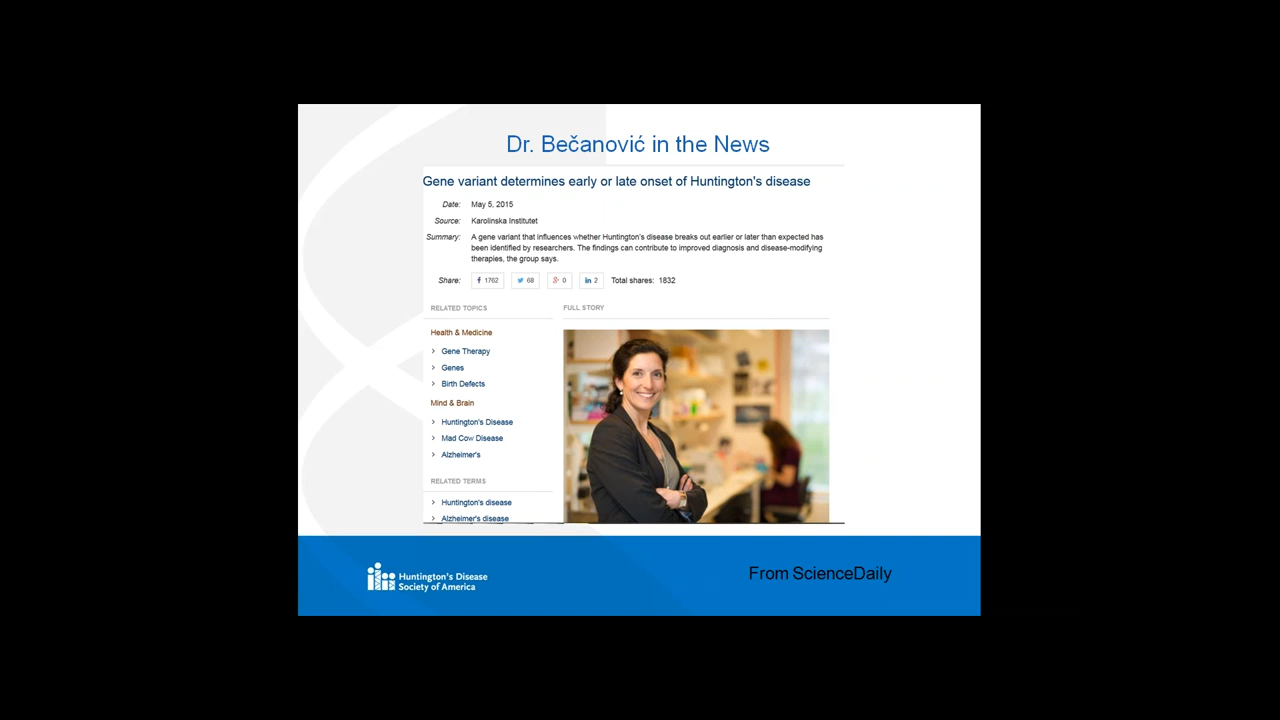 Dr. Bečanović in the News
Gene variant determines early or late onset of Huntington's disease
Date: May 5, 2015
Source: Karolinska Institutet
Summary: A gene variant that influences whether Huntington's disease breaks out earlier or later than expected has
been identified by researchers. The findings can contribute to improved diagnosis and disease-modifying
therapies, the group says.
Share: 1762 68 0 2 Total shares: 1832
RELATED TOPICS
Health & Medicine
> Gene Therapy
> Genes
> Birth Defects
Mind & Brain
> Huntington's Disease
> Mad Cow Disease
> Alzheimer's
RELATED TERMS
> Huntington's disease
> Alzheimer's disease
FULL STORY
Huntington's Disease
Society of America
From ScienceDaily